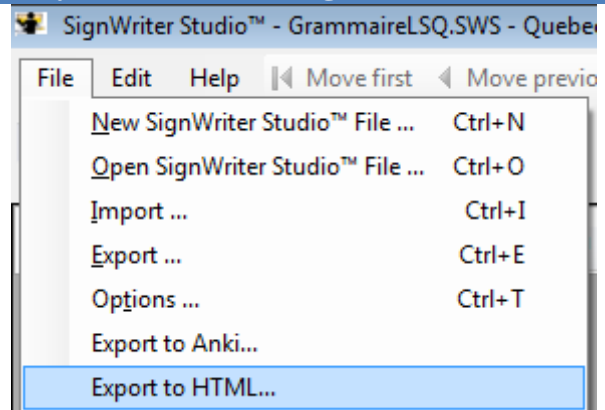 SignWriter Studio™ - GrammaireLSQ.SWS - Quebe
File Edit Help Move first Move previo
New SignWriter Studio™ File ... Ctrl+N
Open SignWriter Studio™ File ... Ctrl+O
Import ... Ctrl+I
Export ... Ctrl+E
Options ... Ctrl+T
Export to Anki...
Export to HTML...